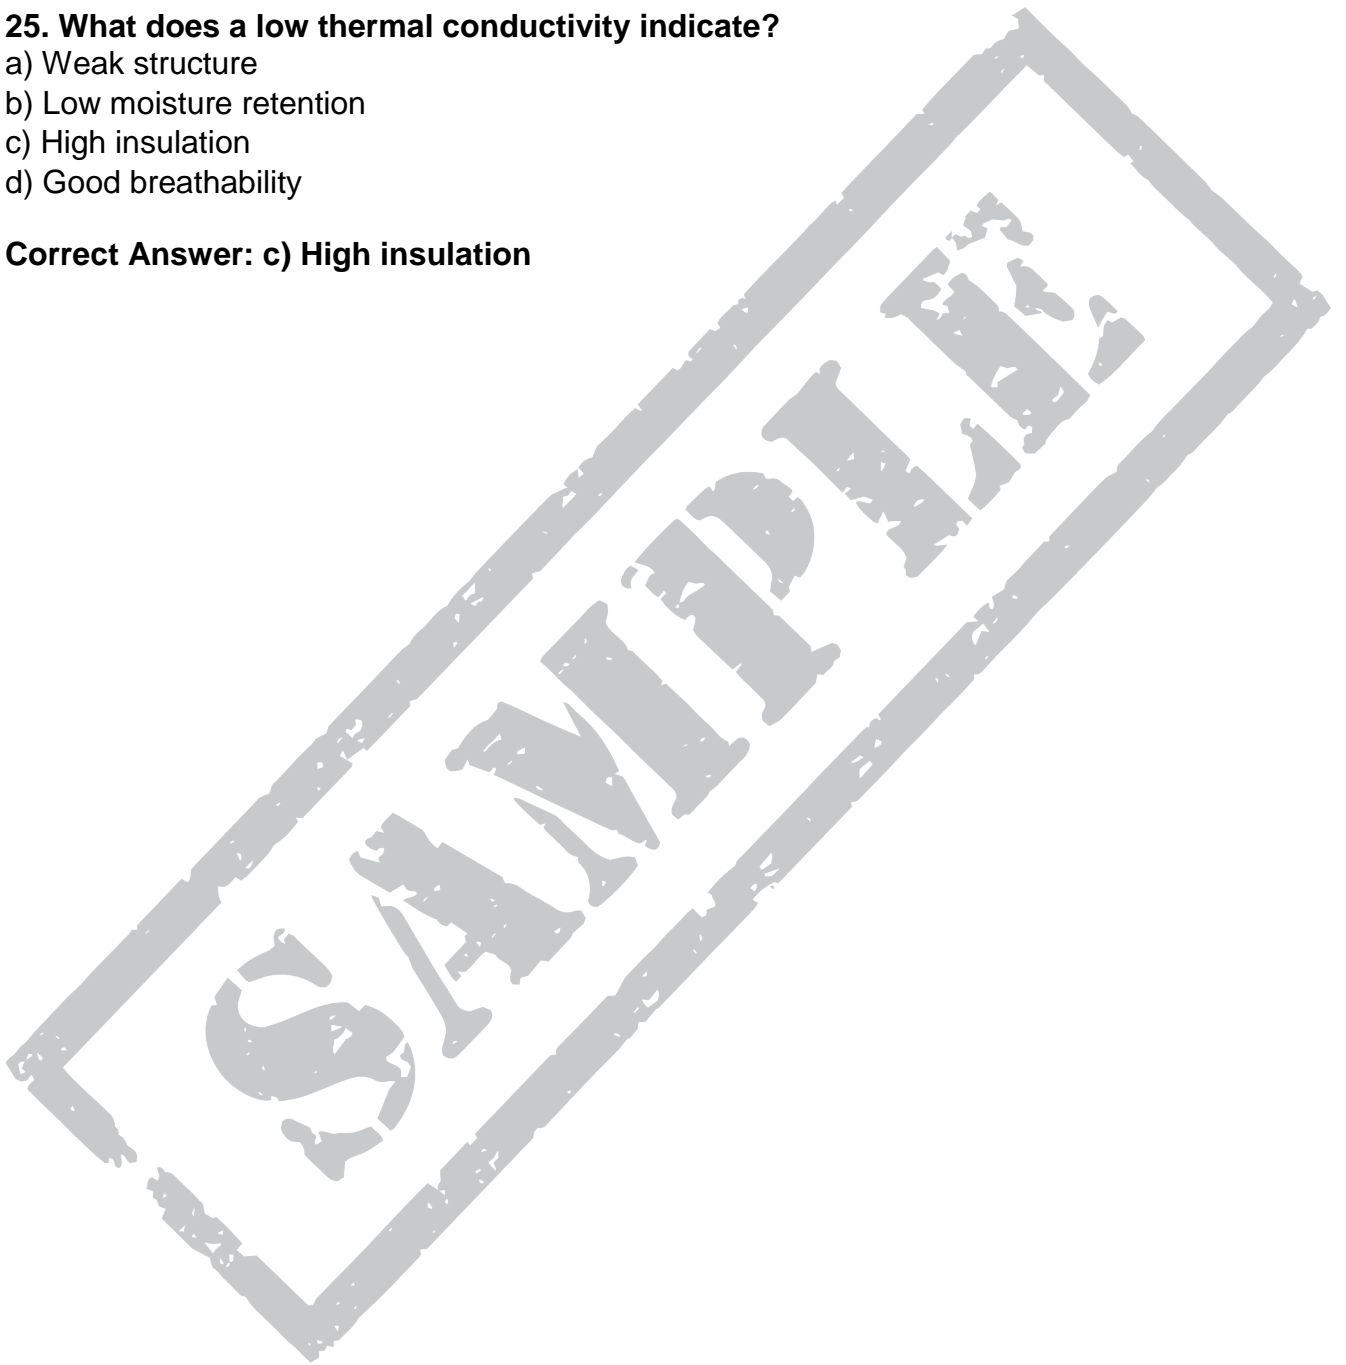 25. What does a low thermal conductivity indicate?
a) Weak structure
b) Low moisture retention
c) High insulation
d) Good breathability
Correct Answer: c) High insulation
SAMPLE